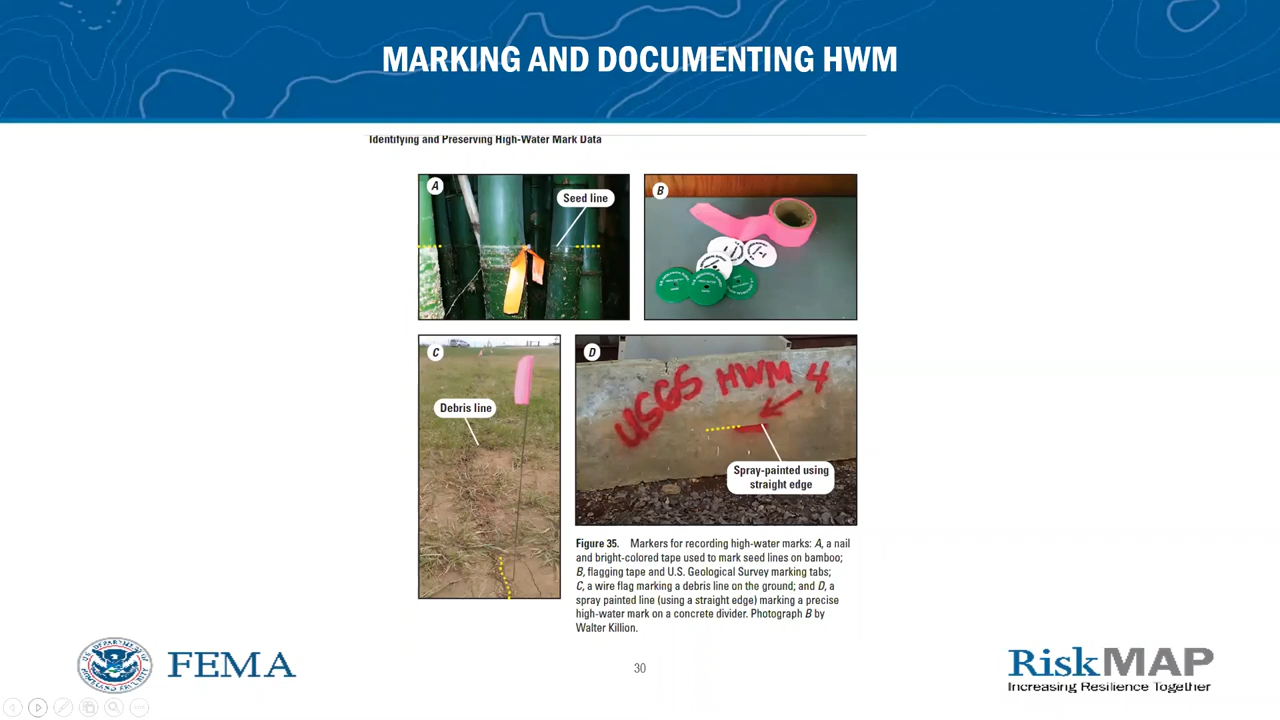 MARKING AND DOCUMENTING HWM
Identifying and Preserving High-Water Mark Data
A
Seed line
B
C
Debris line
D
USGS HWM 4
Spray-painted using
straight edge
Figure 35. Markers for recording high-water marks: A, a nail
and bright-colored tape used to mark seed lines on bamboo;
B, flagging tape and U.S. Geological Survey marking tabs;
C, a wire flag marking a debris line on the ground; and D, a
spray painted line (using a straight edge) marking a precise
high-water mark on a concrete divider. Photograph B by
Walter Killion.
FEMA
30
RiskMAP
Increasing Resilience Together